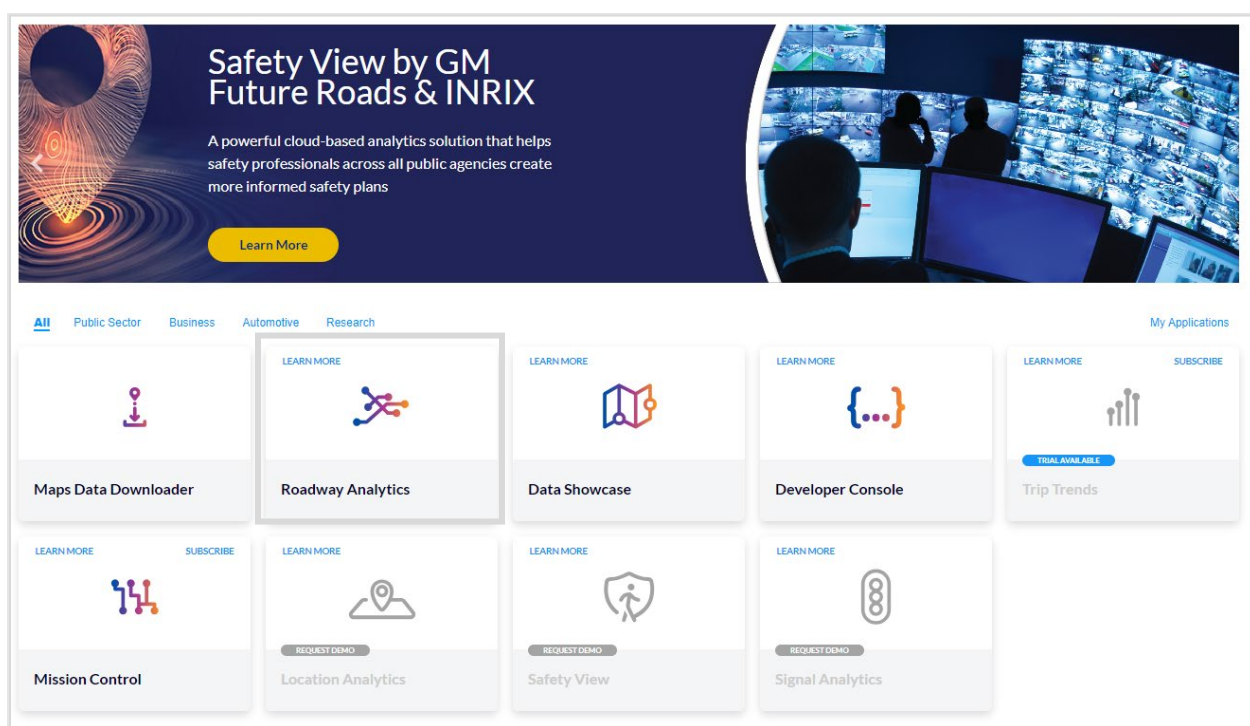 Safety View by GM
Future Roads & INRIX
A powerful cloud-based analytics solution that helps
safety professionals across all public agencies create
more informed safety plans
Learn More
All Public Sector Business Automotive Research My Applications
Maps Data Downloader
LEARN MORE
Roadway Analytics
LEARN MORE
Data Showcase
LEARN MORE
{...}
Developer Console
LEARN MORE SUBSCRIBE
TRIAL AVAILABLE
Trip Trends
LEARN MORE SUBSCRIBE
Mission Control
LEARN MORE
REQUEST DEMO
Location Analytics
LEARN MORE
REQUEST DEMO
Safety View
LEARN MORE
REQUEST DEMO
Signal Analytics